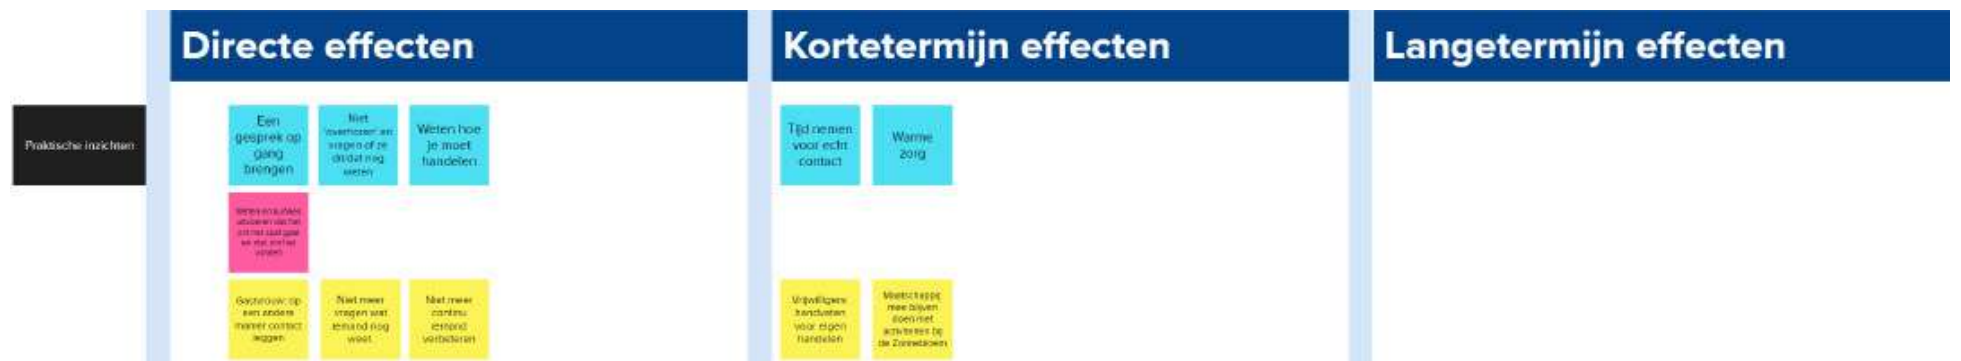 Directe effecten
Kortetermijn effecten
Langetermijn effecten
Praktische inzichten
Een
gesprek op
gang
brengen
Niet
'overhoren' en
vragen of ze
dit/dat nog
weten
Weten hoe
je moet
handelen
Tijd nemen
voor echt
contact
Warme
zorg
Gastvrouw: op
een andere
manier contact
leggen
Niet meer
vragen wat
iemand nog
weet
Niet meer
continu
iemand
verbeteren
Vrijwilligers
handvaten
voor eigen
handelen
Maatschappij
mee blijven
doen met
activiteiten bij
de Zonnebloem